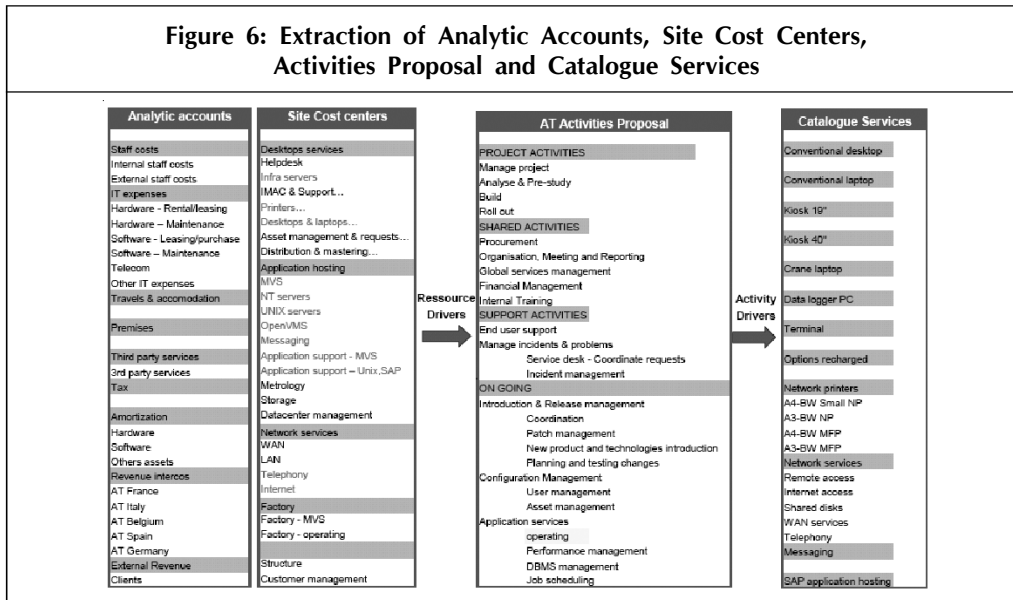 Figure 6: Extraction of Analytic Accounts, Site Cost Centers,
Activities Proposal and Catalogue Services
Analytic accounts
Staff costs
Internal staff costs
External staff costs
IT expenses
Hardware - Rental/leasing
Hardware – Maintenance
Software - Leasing/purchase
Software – Maintenance
Telecom
Other IT expenses
Travels & accomodation
Premises
Third party services
3rd party services
Tax
Amortization
Hardware
Software
Others assets
Revenue intercos
AT France
AT Italy
AT Belgium
AT Spain
AT Germany
External Revenue
Clients
Site Cost centers
Desktops services
Helpdesk
Infra servers
IMAC & Support...
Printers...
Desktops & laptops...
Asset management & requests...
Distribution & mastering...
Application hosting
MVS
NT servers
UNIX servers
OpenVMS
Messaging
Application support - MVS
Application support – Unix,SAP
Metrology
Storage
Datacenter management
Network services
WAN
LAN
Telephony
Internet
Factory
Factory - MVS
Factory - operating
Structure
Customer management
Ressource
Drivers
AT Activities Proposal
PROJECT ACTIVITIES
Manage project
Analyse & Pre-study
Build
Roll out
SHARED ACTIVITIES
Procurement
Organisation, Meeting and Reporting
Global services management
Financial Management
Internal Training
SUPPORT ACTIVITIES
End user support
Manage incidents & problems
Service desk - Coordinate requests
Incident management
ON GOING
Introduction & Release management
Coordination
Patch management
New product and technologies introduction
Planning and testing changes
Configuration Management
User management
Asset management
Application services
operating
Performance management
DBMS management
Job scheduling
Activity
Drivers
Catalogue Services
Conventional desktop
Conventional laptop
Kiosk 19"
Kiosk 40"
Crane laptop
Data logger PC
Terminal
Options recharged
Network printers
A4-BW Small NP
A3-BW NP
A4-BW MFP
A3-BW MFP
Network services
Remote access
Internet access
Shared disks
WAN services
Telephony
Messaging
SAP application hosting